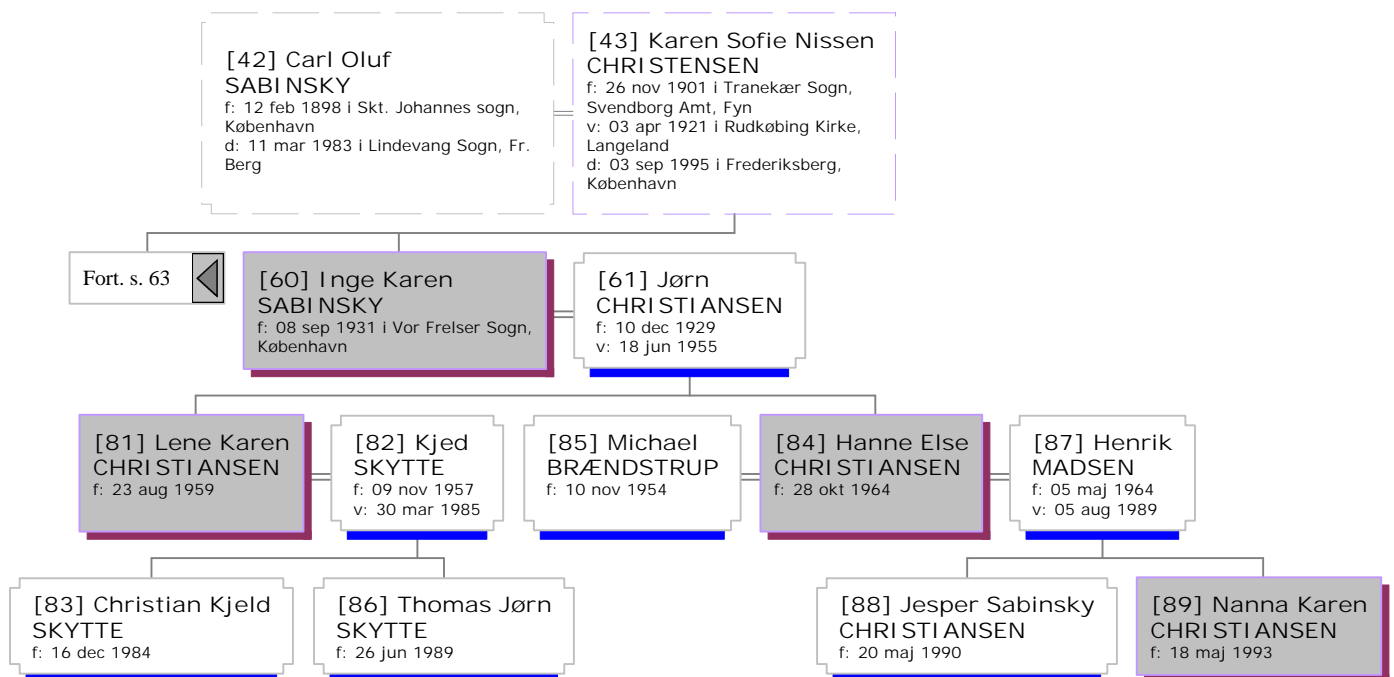 [42] Carl Oluf
SABINSKY
f: 12 feb 1898 i Skt. Johannes sogn,
København
d: 11 mar 1983 i Lindevang Sogn, Fr.
Berg
[43] Karen Sofie Nissen
CHRISTENSEN
f: 26 nov 1901 i Tranekær Sogn,
Svendborg Amt, Fyn
v: 03 apr 1921 i Rudkøbing Kirke,
Langeland
d: 03 sep 1995 i Frederiksberg,
København
Fort. s. 63
[60] Inge Karen
SABINSKY
f: 08 sep 1931 i Vor Frelser Sogn,
København
[61] Jørn
CHRISTIANSEN
f: 10 dec 1929
v: 18 jun 1955
[81] Lene Karen
CHRISTIANSEN
f: 23 aug 1959
[82] Kjed
SKYTTE
f: 09 nov 1957
v: 30 mar 1985
[85] Michael
BRÆNDSTRUP
f: 10 nov 1954
[84] Hanne Else
CHRISTIANSEN
f: 28 okt 1964
[87] Henrik
MADSEN
f: 05 maj 1964
v: 05 aug 1989
[83] Christian Kjeld
SKYTTE
f: 16 dec 1984
[86] Thomas Jørn
SKYTTE
f: 26 jun 1989
[88] Jesper Sabinsky
CHRISTIANSEN
f: 20 maj 1990
[89] Nanna Karen
CHRISTIANSEN
f: 18 maj 1993